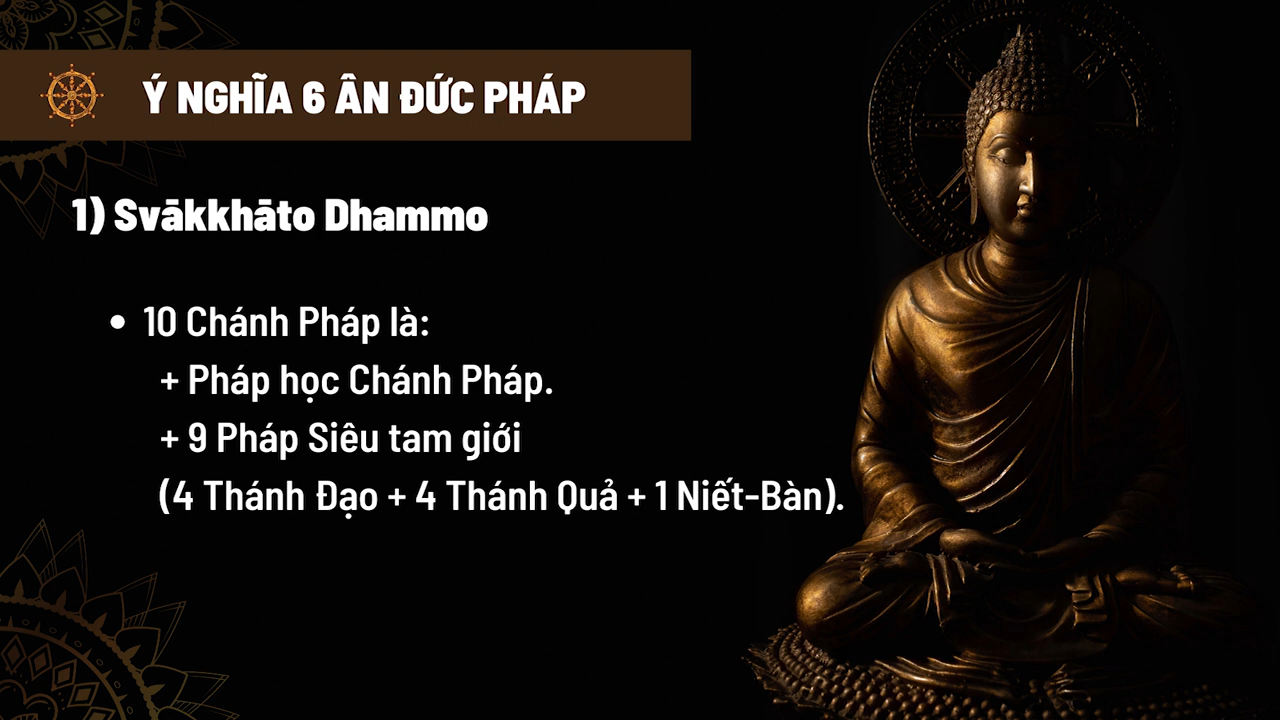 Ý NGHĨA 6 ÂN ĐỨC PHÁP
1) Svākkhāto Dhammo
• 10 Chánh Pháp là:
+ Pháp học Chánh Pháp.
+ 9 Pháp Siêu tam giới
(4 Thánh Đạo + 4 Thánh Quả + 1 Niết-Bàn).